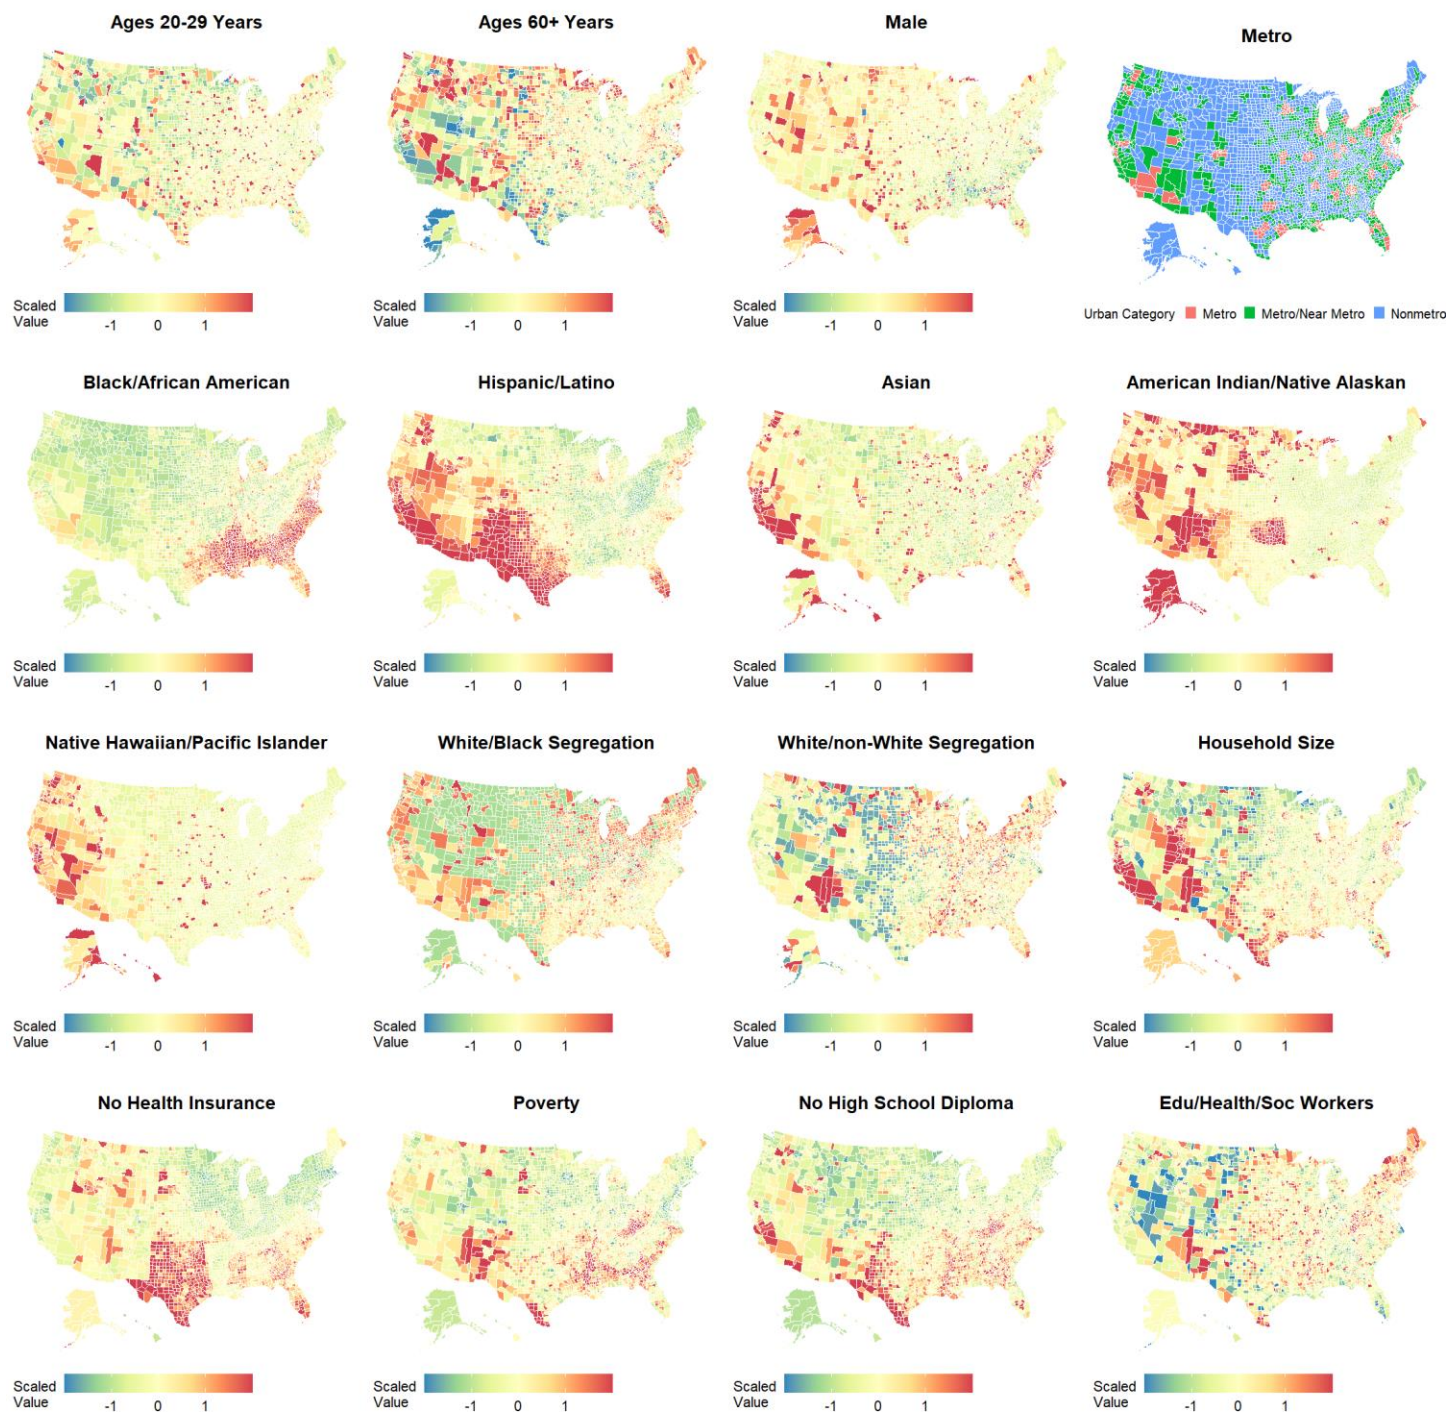 Ages 20-29 Years
Ages 60+ Years
Male
Metro
Scaled
Value
-1 0 1
Scaled
Value
-1 0 1
Scaled
Value
-1 0 1
Urban Category Metro Metro/Near Metro Nonmetro
Black/African American
Hispanic/Latino
Asian
American Indian/Native Alaskan
Scaled
Value
-1 0 1
Scaled
Value
-1 0 1
Scaled
Value
-1 0 1
Scaled
Value
-1 0 1
Native Hawaiian/Pacific Islander
White/Black Segregation
White/non-White Segregation
Household Size
Scaled
Value
-1 0 1
Scaled
Value
-1 0 1
Scaled
Value
-1 0 1
Scaled
Value
-1 0 1
No Health Insurance
Poverty
No High School Diploma
Edu/Health/Soc Workers
Scaled
Value
-1 0 1
Scaled
Value
-1 0 1
Scaled
Value
-1 0 1
Scaled
Value
-1 0 1